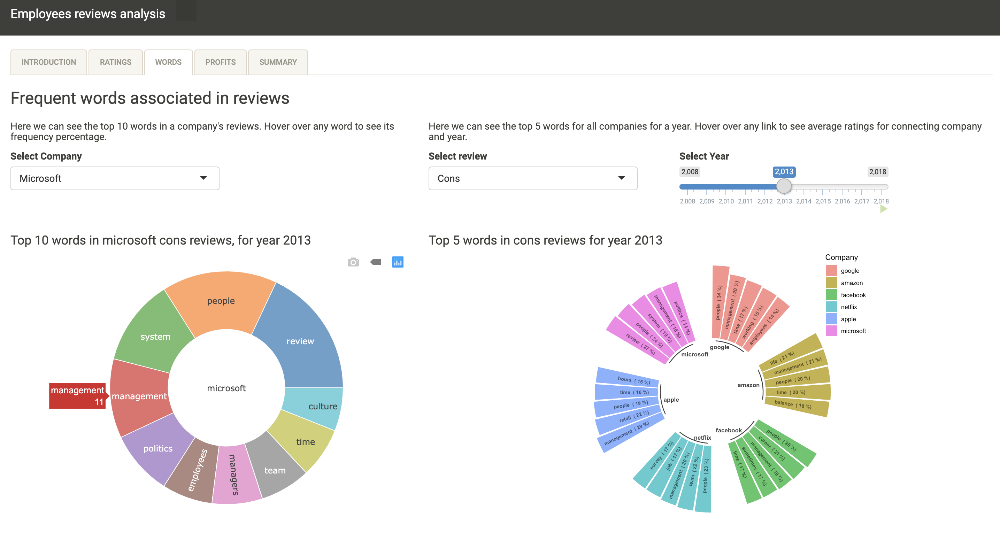 Employees reviews analysis
INTRODUCTION
RATINGS
WORDS
PROFITS
SUMMARY
Frequent words associated in reviews
Here we can see the top 10 words in a company's reviews. Hover over any word to see its
frequency percentage.
Select Company
Microsoft
Here we can see the top 5 words for all companies for a year. Hover over any link to see average ratings for connecting company
and year.
Select review
Cons
Select Year
2,008
2,013
2,018
2,008 2,009 2,010 2,011 2,012 2,013 2,014 2,015 2,016 2,017 2,018
Top 10 words in microsoft cons reviews, for year 2013
people
review
system
management
11
management
microsoft
culture
politics
time
employees
managers
team
Top 5 words in cons reviews for year 2013
Company
google
amazon
facebook
netflix
apple
microsoft
people ( 34 %)
management ( 20 %)
time ( 17 %)
working ( 15 %)
employees ( 14 %)
google
life ( 21 %)
management ( 21 %)
people ( 20 %)
time ( 20 %)
balance ( 18 %)
amazon
people ( 25 %)
career ( 21 %)
management ( 19 %)
sometimes ( 17 %)
time ( 17 %)
facebook
people ( 23 %)
team ( 22 %)
management ( 20 %)
job ( 17 %)
survey ( 17 %)
netflix
management ( 29 %)
retail ( 22 %)
people ( 19 %)
time ( 16 %)
hours ( 15 %)
apple
review ( 27 %)
people ( 24 %)
system ( 19 %)
management ( 16 %)
politics ( 14 %)
microsoft